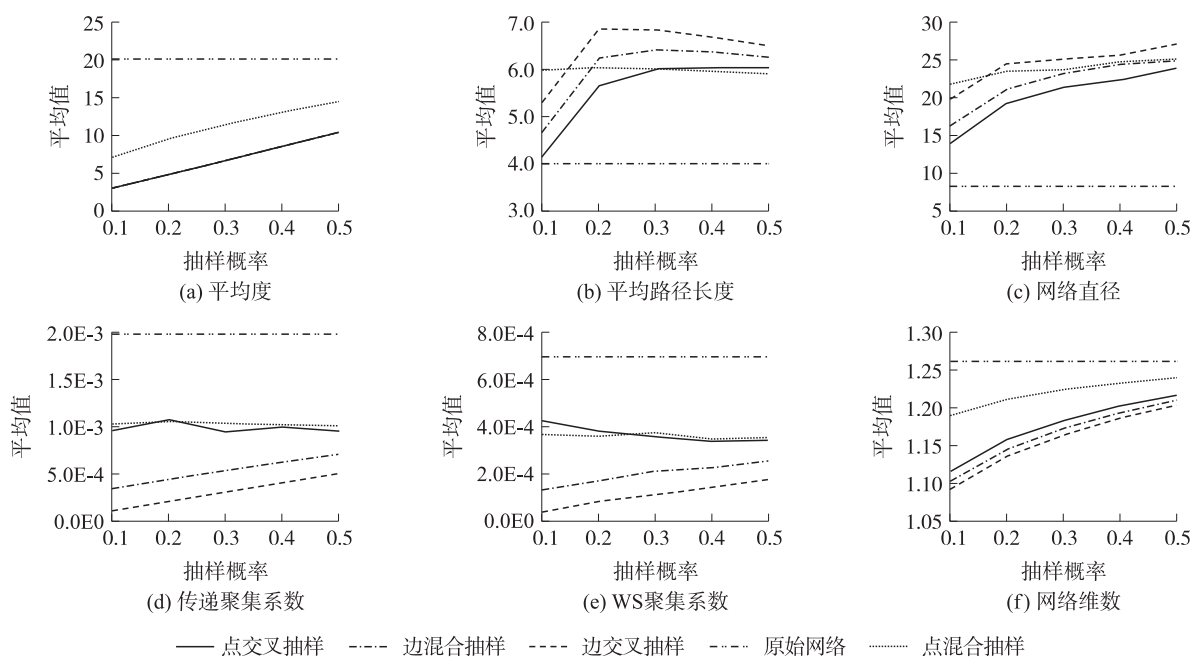 25
20
15
10
5
0
平均值
0.1 0.2 0.3 0.4 0.5
抽样概率
(a) 平均度
7.0
6.0
5.0
4.0
3.0
平均值
0.1 0.2 0.3 0.4 0.5
抽样概率
(b) 平均路径长度
30
25
20
15
10
5
平均值
0.1 0.2 0.3 0.4 0.5
抽样概率
(c) 网络直径
2.0E-3
1.5E-3
1.0E-3
5.0E-4
0.0E0
平均值
0.1 0.2 0.3 0.4 0.5
抽样概率
(d) 传递聚集系数
8.0E-4
6.0E-4
4.0E-4
2.0E-4
0.0E0
平均值
0.1 0.2 0.3 0.4 0.5
抽样概率
(e) WS聚集系数
1.30
1.25
1.20
1.15
1.10
1.05
平均值
0.1 0.2 0.3 0.4 0.5
抽样概率
(f) 网络维数
点交叉抽样 边混合抽样 边交叉抽样 原始网络 点混合抽样